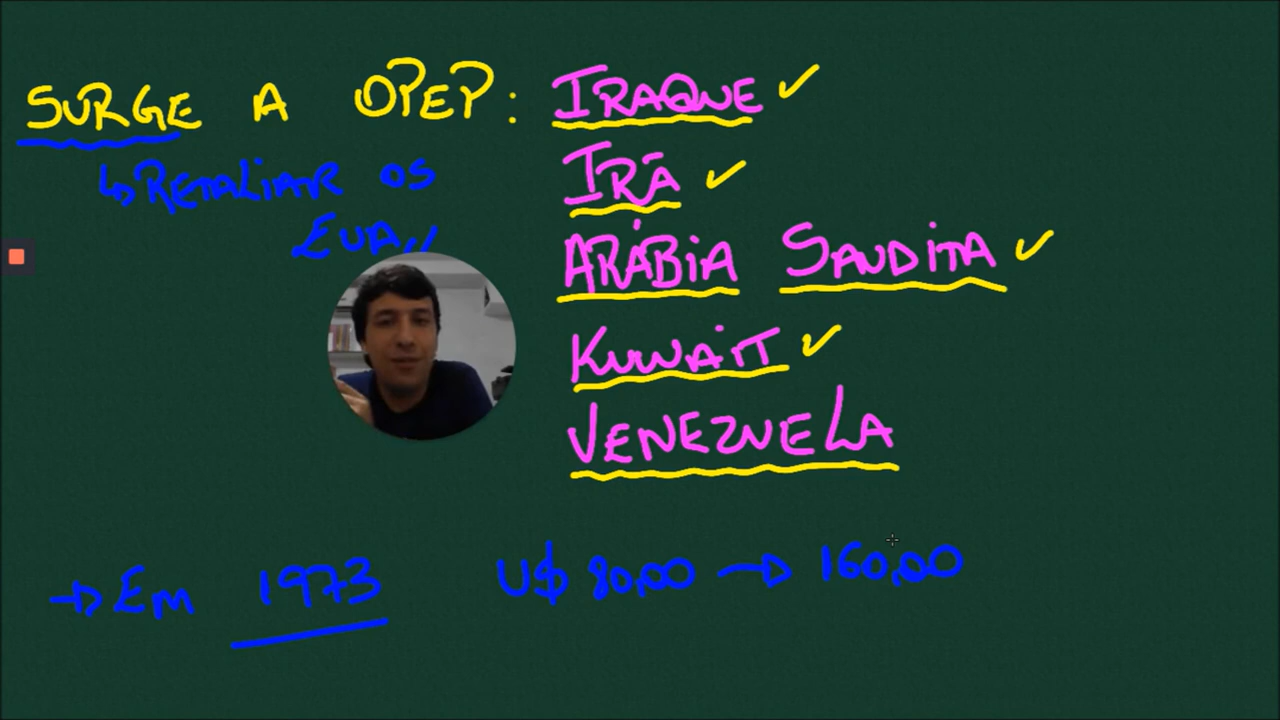 SURGE A OPEP: IRAQUE
↳ RETALIAR OS EUA,,
IRÃ
ARÁBIA SAUDITA
KUWAIT
VENEZUELA
→ EM 1973 U$ 80,00 → 160,00